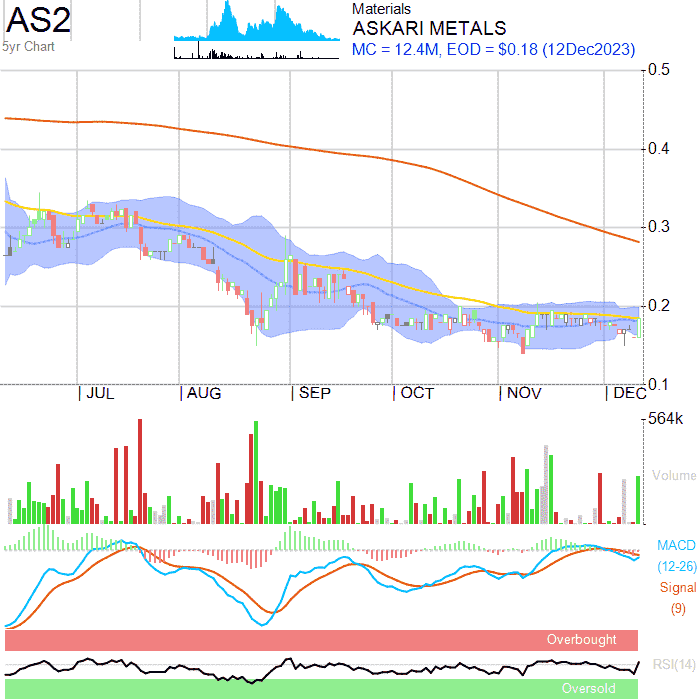 AS2
5yr Chart
Materials
ASKARI METALS
MC = 12.4M, EOD = $0.18 (12Dec2023)
0.5
0.4
0.3
0.2
0.1
JUL AUG SEP OCT NOV DEC
564k
Volume
MACD
(12-26)
Signal
(9)
Overbought
RSI(14)
Oversold